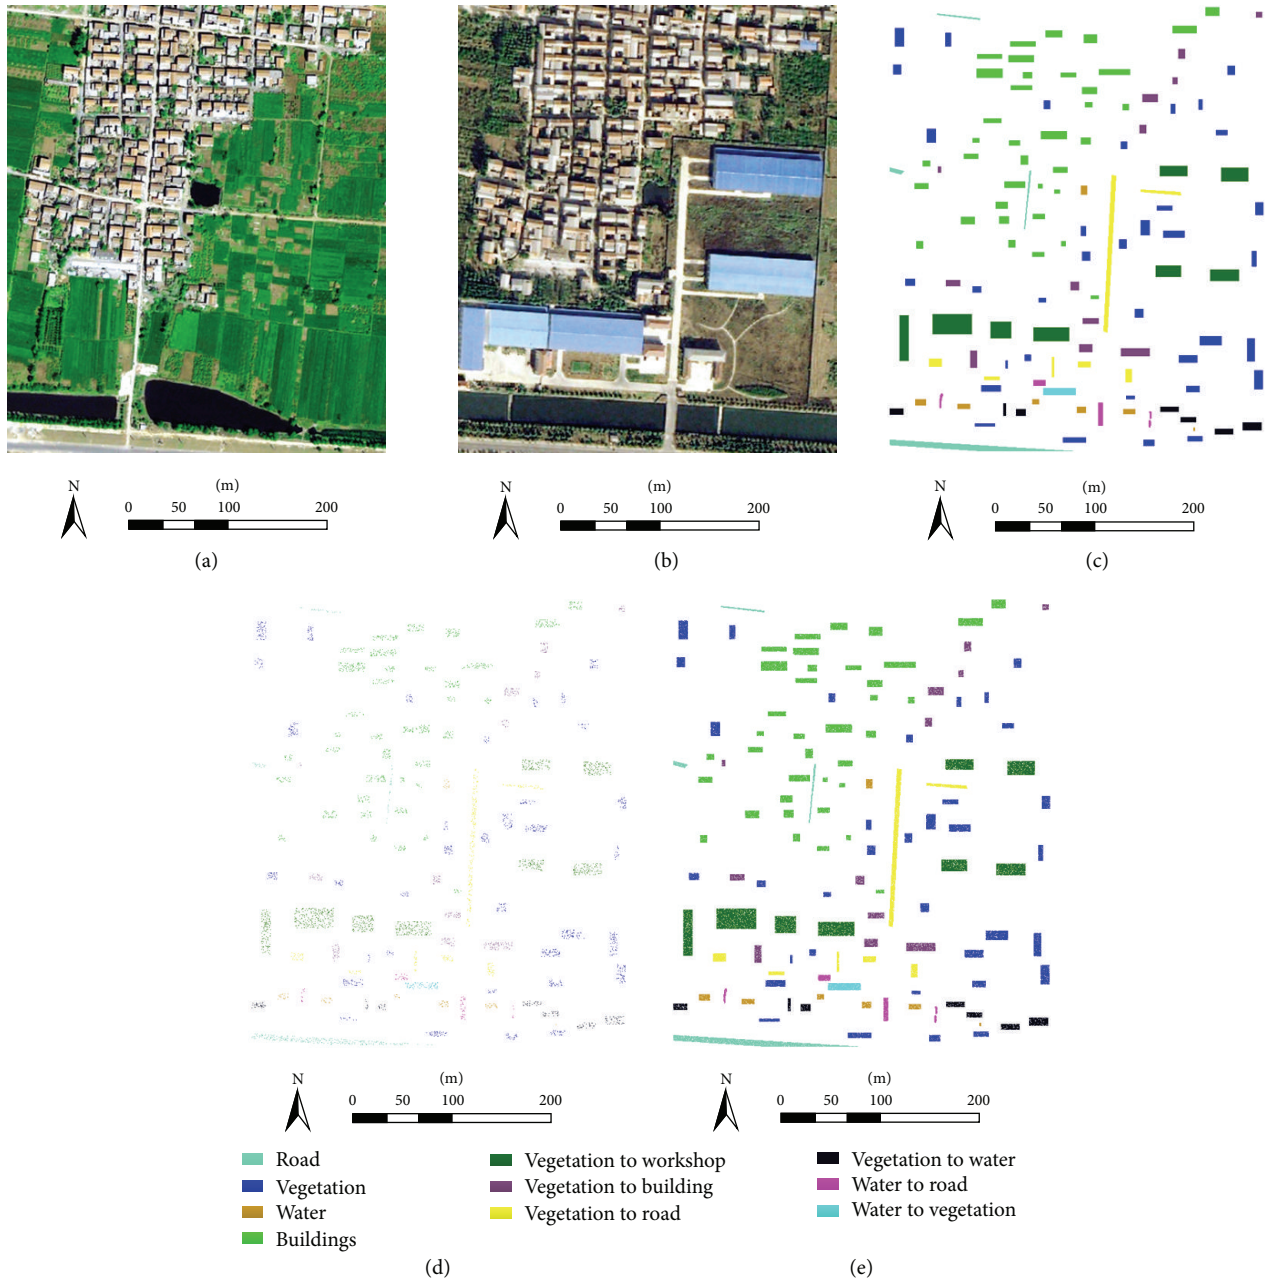 N
(m)
0 50 100 200
(a)
N
(m)
0 50 100 200
(b)
N
(m)
0 50 100 200
(c)
N
(m)
0 50 100 200
N
(m)
0 50 100 200
Road
Vegetation
Water
Buildings
Vegetation to workshop
Vegetation to building
Vegetation to road
Vegetation to water
Water to road
Water to vegetation
(d)
(e)